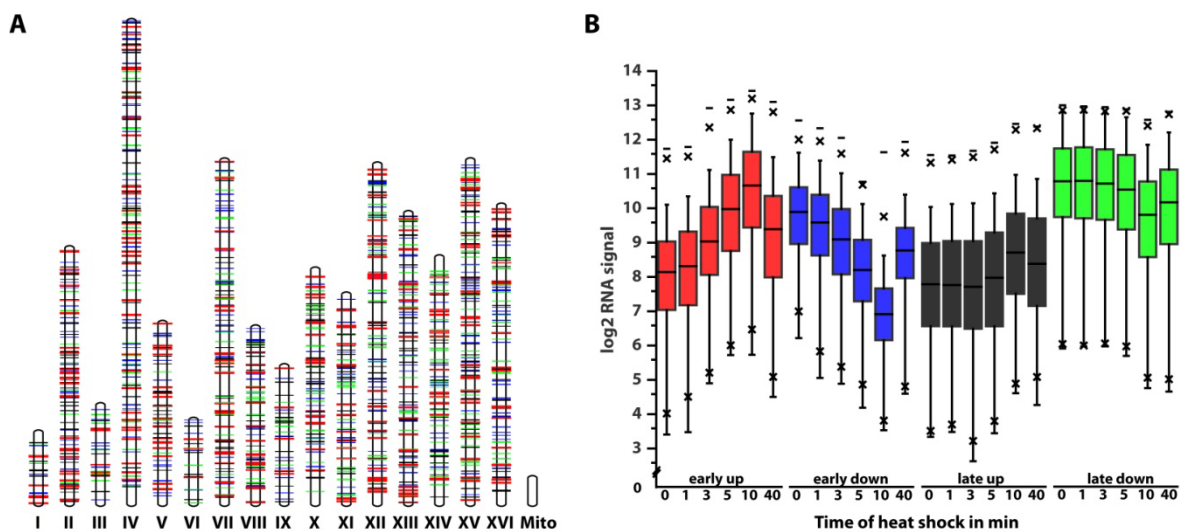 A
B
log2 RNA signal
14
13
12
11
10
9
8
7
6
5
4
3
0
early up early down late up late down
0 1 3 5 10 40 0 1 3 5 10 40 0 1 3 5 10 40 0 1 3 5 10 40
Time of heat shock in min
I II III IV V VI VII VIII IX X XI XII XIII XIV XV XVI Mito